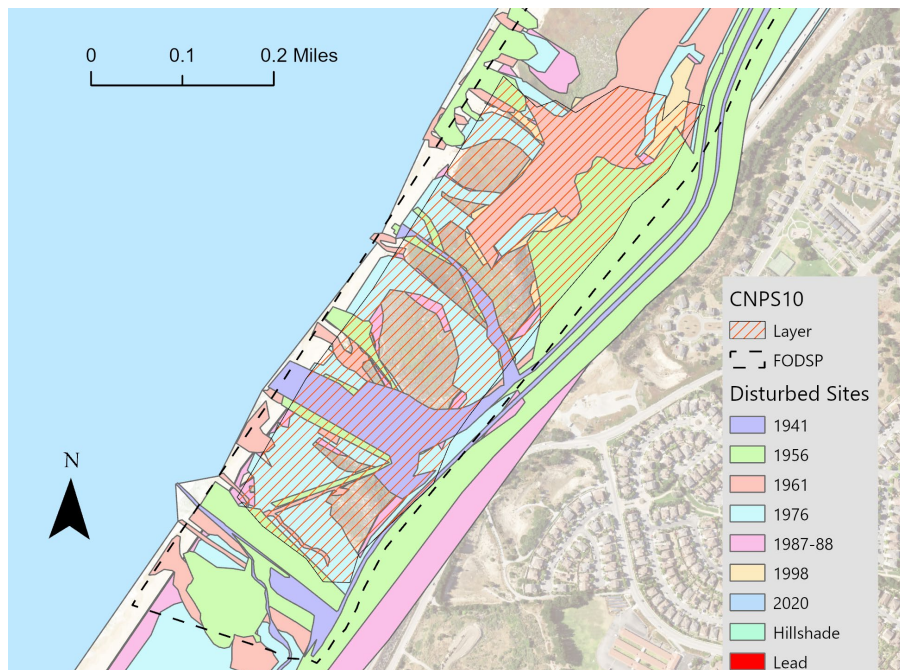 0 0.1 0.2 Miles
N
CNPS10
Layer
FODSP
Disturbed Sites
1941
1956
1961
1976
1987-88
1998
2020
Hillshade
Lead